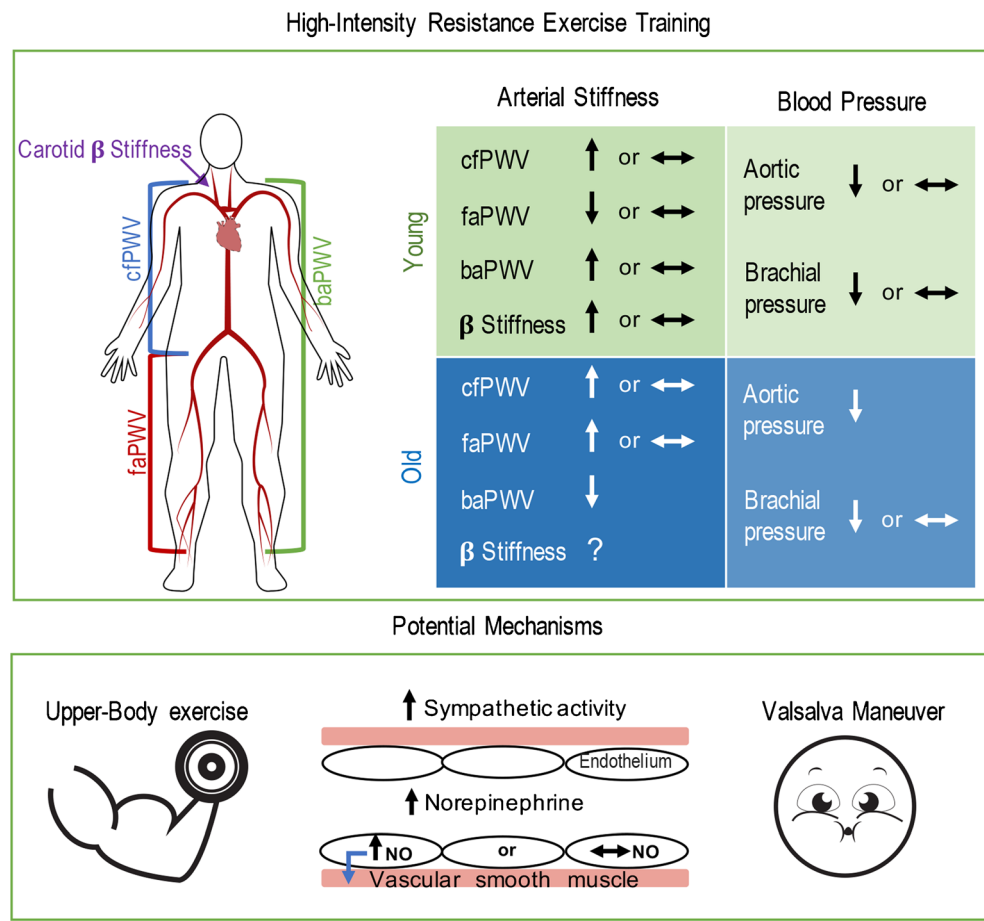 High-Intensity Resistance Exercise Training
Carotid β Stiffness
cfPWV
faPWV
baPWV
Arterial Stiffness
Blood Pressure
Young
cfPWV ↑ or ↔
faPWV ↓ or ↔
baPWV ↑ or ↔
β Stiffness ↑ or ↔
Aortic
pressure ↓ or ↔
Brachial
pressure ↓ or ↔
Old
cfPWV ↑ or ↔
faPWV ↑ or ↔
baPWV ↓
β Stiffness ?
Aortic
pressure ↓
Brachial
pressure ↓ or ↔
Potential Mechanisms
Upper-Body exercise
↑ Sympathetic activity
Endothelium
↑ Norepinephrine
↑ NO or ↔ NO
Vascular smooth muscle
Valsalva Maneuver